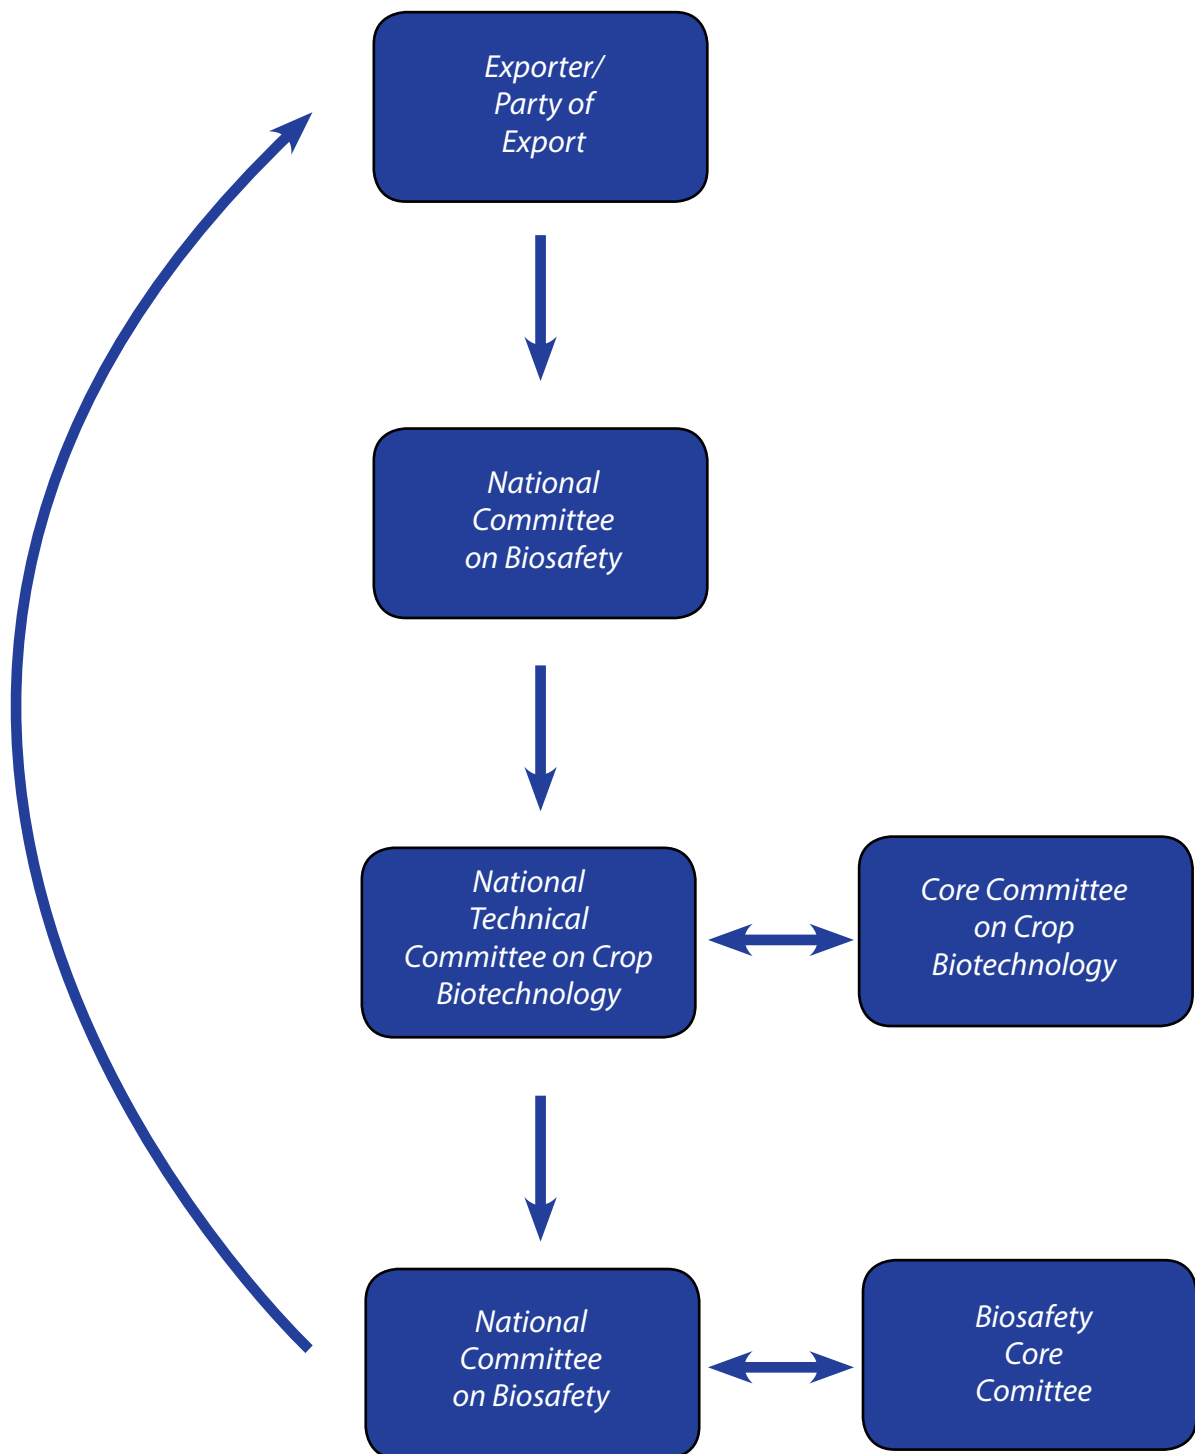 Exporter/
Party of
Export
National
Committee
on Biosafety
National
Technical
Committee on Crop
Biotechnology
Core Committee
on Crop
Biotechnology
National
Committee
on Biosafety
Biosafety
Core
Comittee